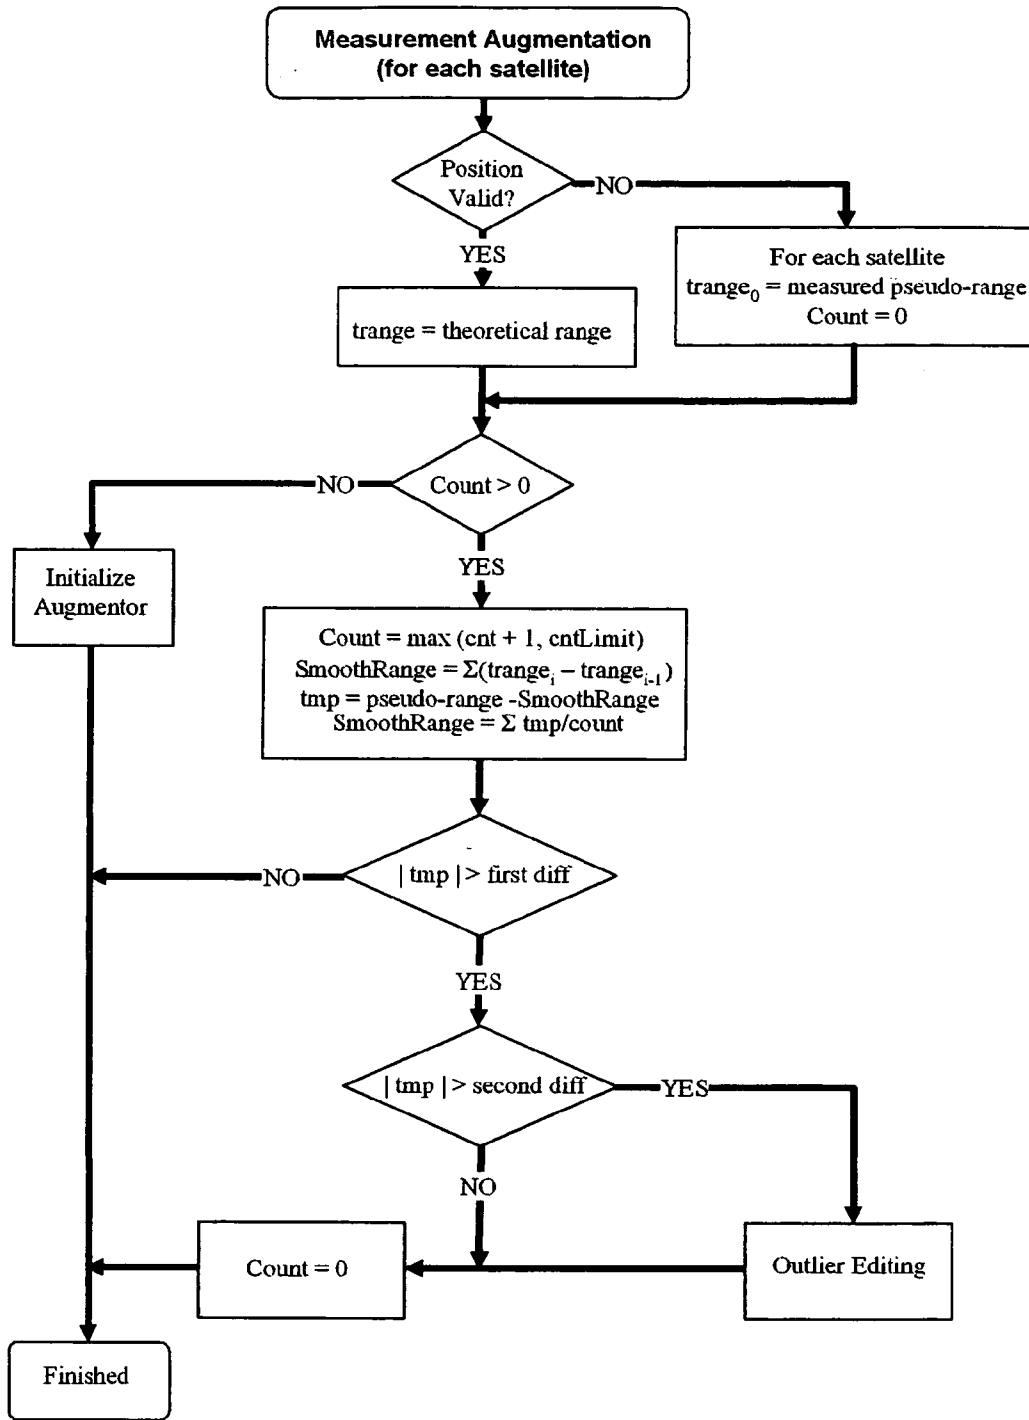 Measurement Augmentation
(for each satellite)
Position
Valid?
NO
YES
For each satellite
trange₀ = measured pseudo-range
Count = 0
trange = theoretical range
Count > 0
NO
YES
Initialize
Augmentor
Count = max (cnt + 1, cntLimit)
SmoothRange = Σ(trangeᵢ – trangeᵢ₋₁)
tmp = pseudo-range -SmoothRange
SmoothRange = Σ tmp/count
| tmp | > first diff
NO
YES
| tmp | > second diff
YES
NO
Count = 0
Outlier Editing
Finished